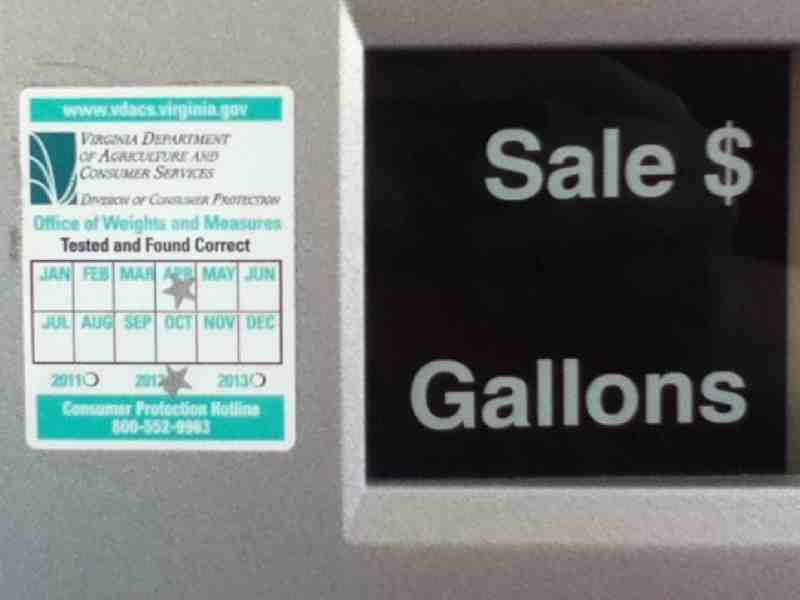 www.vdacs.virginia.gov
VIRGINIA DEPARTMENT
OF AGRICULTURE AND
CONSUMER SERVICES
DIVISION OF CONSUMER PROTECTION
Office of Weights and Measures
Tested and Found Correct
JAN FEB MAR APR MAY JUN
JUL AUG SEP OCT NOV DEC
2011 2012 2013
Consumer Protection Hotline
800-552-9963
Sale $
Gallons